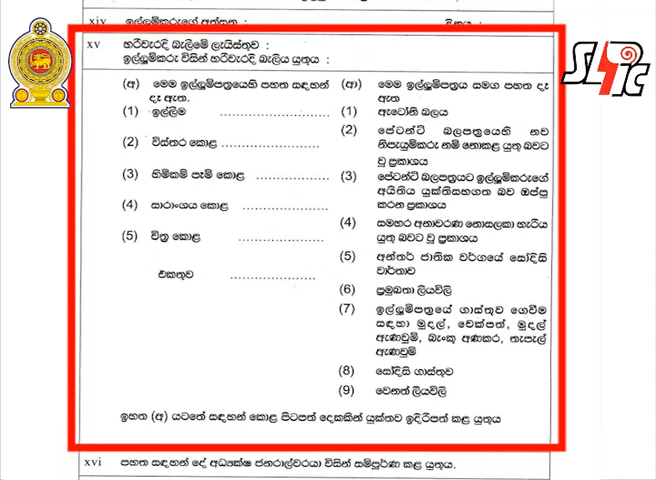 xiv ඉල්ලුම්කරුගේ අත්සන : දිනය :
xv හරිවැරදි බැලීමේ ලැයිස්තුව :
ඉල්ලූම්කරු විසින් හරිවැරදි බැලිය යුතුය :
(අ) මෙම ඉල්ලුම්පත්‍රයෙහි පහත සඳහන්
දෑ ඇත.
(1) ඉල්ලීම ......................
(2) විස්තර කොළ ......................
(3) හිමිකම් පෑම් කොළ ......................
(4) සාරාංශය කොළ ......................
(5) චිත්‍ර කොළ ......................
එකතුව ......................
(ආ) මෙම ඉල්ලුම්පත්‍රය සමග පහත දෑ
ඇත
(1) ඇටෝනි බලය
(2) පේටන්ට් බලපත්‍රයෙහි නව
නිපැයුම්කරු නම් නොකළ යුතු බවට
වූ ප්‍රකාශය
(3) පේටන්ට් බලපත්‍රයට ඉල්ලුම්කරුගේ
අයිතිය යුක්තිසහගත බව ඔප්පු
කරන ප්‍රකාශය
(4) සමහර අනාවරණ නොසලකා හැරිය
යුතු බවට වූ ප්‍රකාශය
(5) අන්තර් ජාතික වර්ගයේ සෝදිසි
වාර්තාව
(6) ප්‍රමුඛතා ලියවිලි
(7) ඉල්ලුම්පත්‍රයේ ගාස්තුව ගෙවීම
සඳහා මුදල්, චෙක්පත්, මුදල්
ඇණවුම්, බැංකු අණකර, තැපැල්
ඇණවුම්
(8) සෝදිසි ගාස්තුව
(9) වෙනත් ලියවිලි
ඉහත (අ) යටතේ සඳහන් කොළ පිටපත් දෙකකින් යුක්තව ඉදිරිපත් කළ යුතුය
xvi පහත සඳහන් දේ අධ්‍යක්ෂ ජනරාල්වරයා විසින් සම්පූර්ණ කළ යුතුය.
SLIC